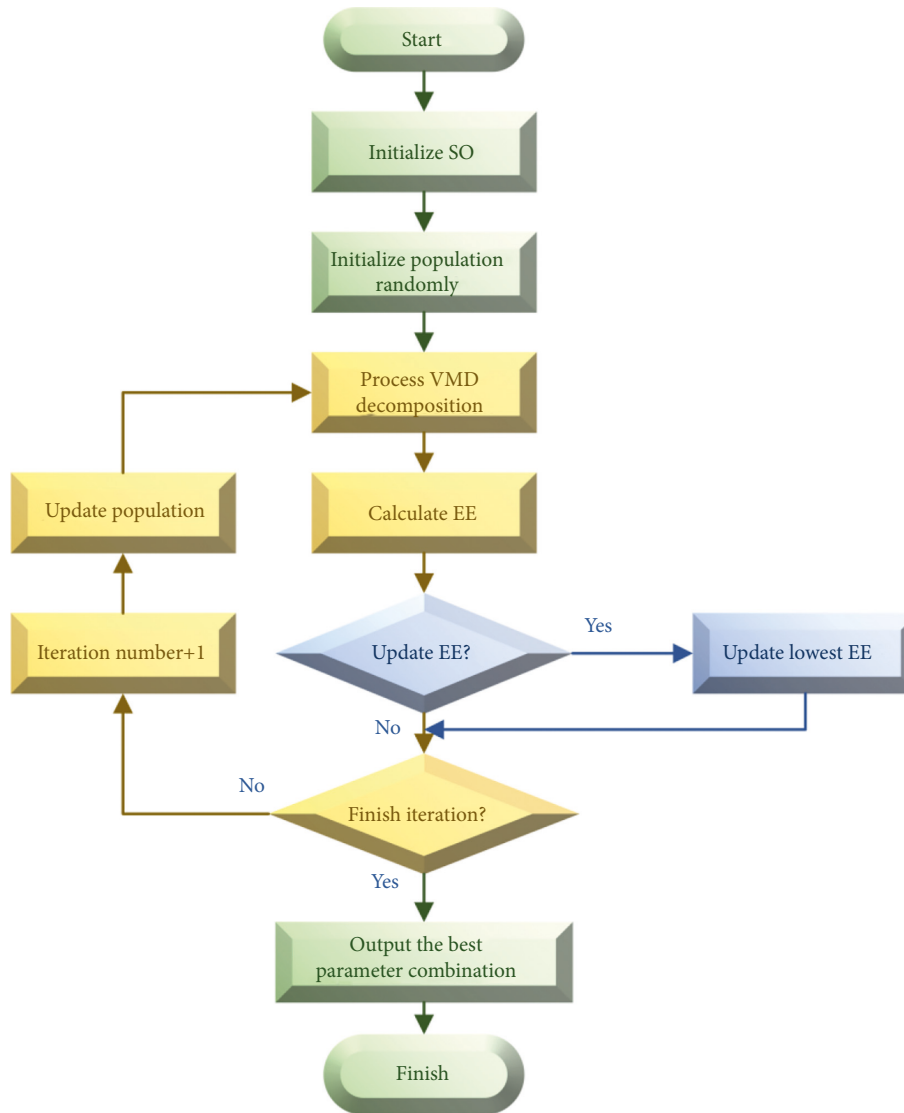 Start
Initialize SO
Initialize population
randomly
Process VMD
decomposition
Update population
Calculate EE
Iteration number+1
Update EE?
Yes
Update lowest EE
No
No
Finish iteration?
Yes
Output the best
parameter combination
Finish